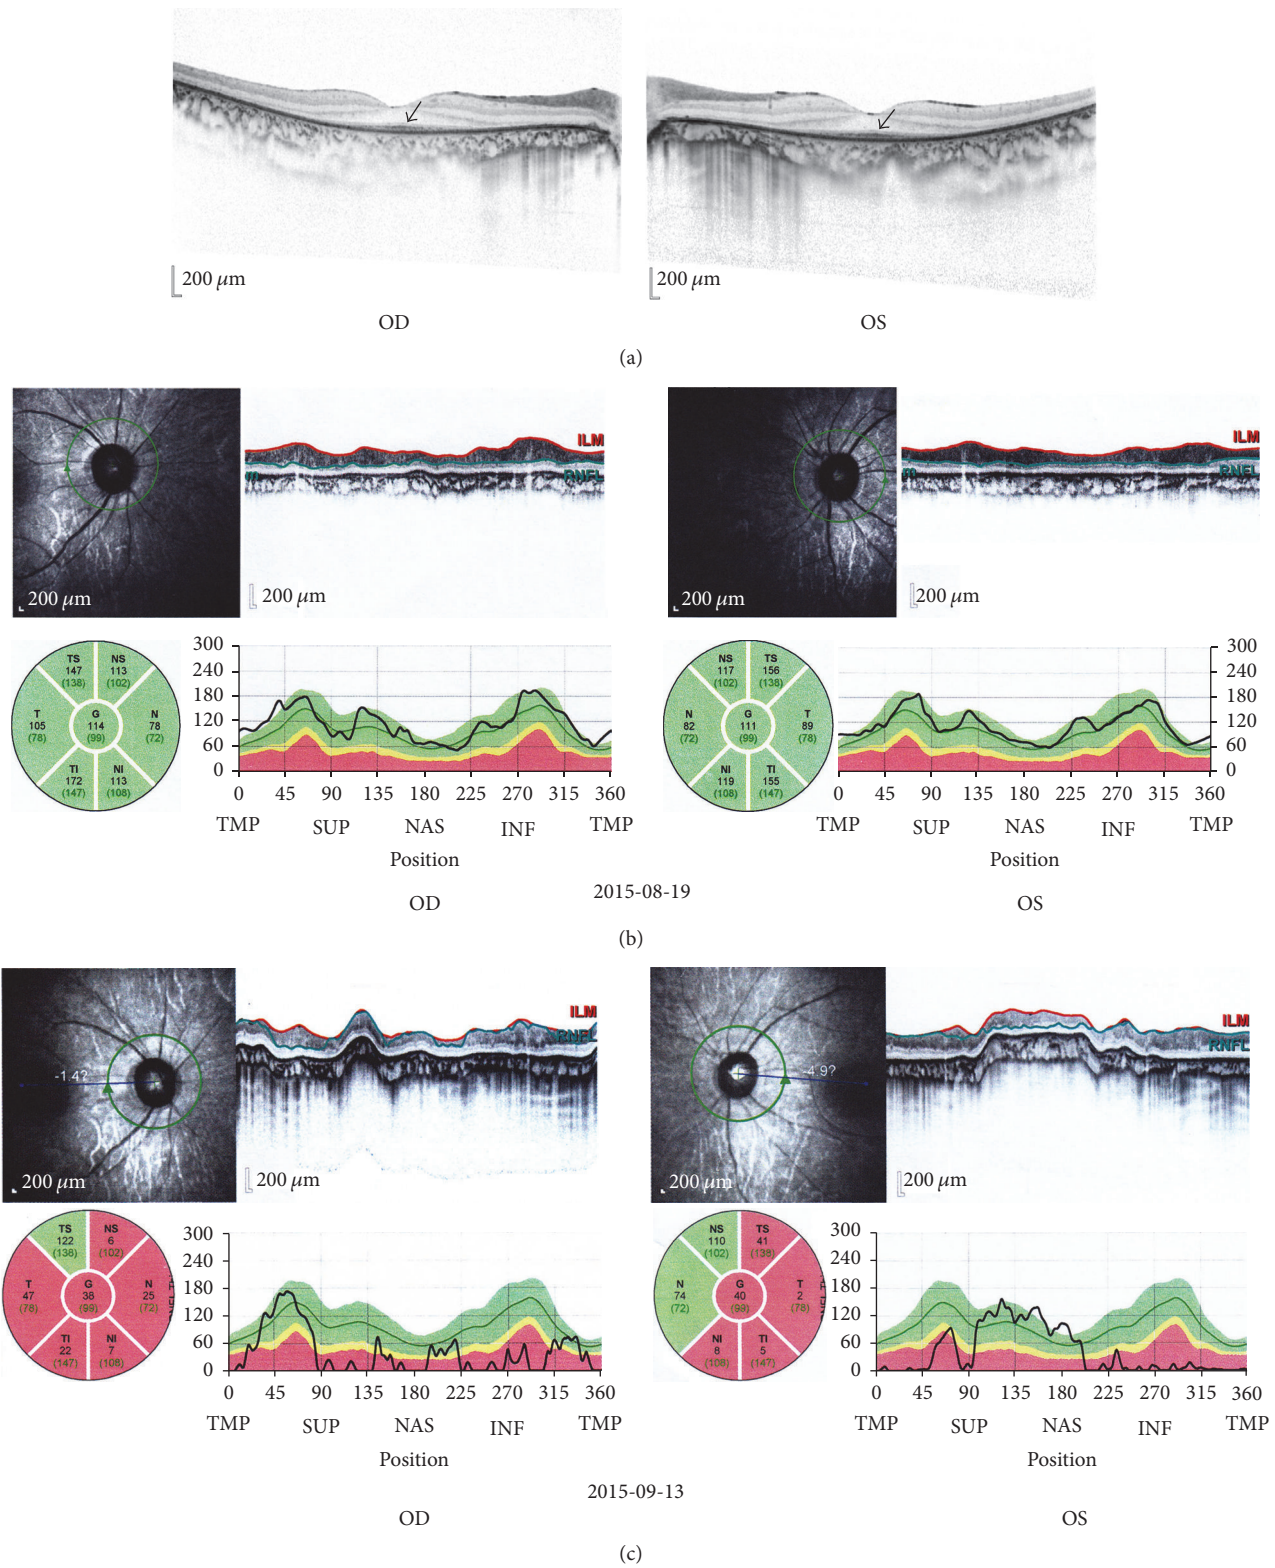 200 μm
200 μm
OD
OS
(a)
ILM
RNFL
200 μm
200 μm
ILM
RNFL
200 μm
200 μm
TS
147
(138)
NS
113
(102)
T
105
(78)
G
114
(99)
N
78
(72)
TI
172
(147)
NI
113
(108)
300
240
180
120
60
0
0 45 90 135 180 225 270 315 360
TMP SUP NAS INF TMP
Position
OD
NS
117
(102)
TS
156
(138)
N
82
(72)
G
111
(99)
T
89
(78)
NI
119
(108)
TI
155
(147)
300
240
180
120
60
0
0 45 90 135 180 225 270 315 360
TMP SUP NAS INF TMP
Position
OS
2015-08-19
(b)
-1.4?
ILM
RNFL
200 μm
200 μm
-4.9?
ILM
RNFL
200 μm
200 μm
TS
122
(138)
NS
6
(102)
T
47
(78)
G
38
(99)
N
25
(72)
TI
22
(147)
NI
7
(108)
300
240
180
120
60
0
0 45 90 135 180 225 270 315 360
TMP SUP NAS INF TMP
Position
OD
NS
110
(102)
TS
41
(138)
N
74
(72)
G
40
(99)
T
2
(78)
NI
8
(108)
TI
5
(147)
300
240
180
120
60
0
0 45 90 135 180 225 270 315 360
TMP SUP NAS INF TMP
Position
OS
2015-09-13
(c)